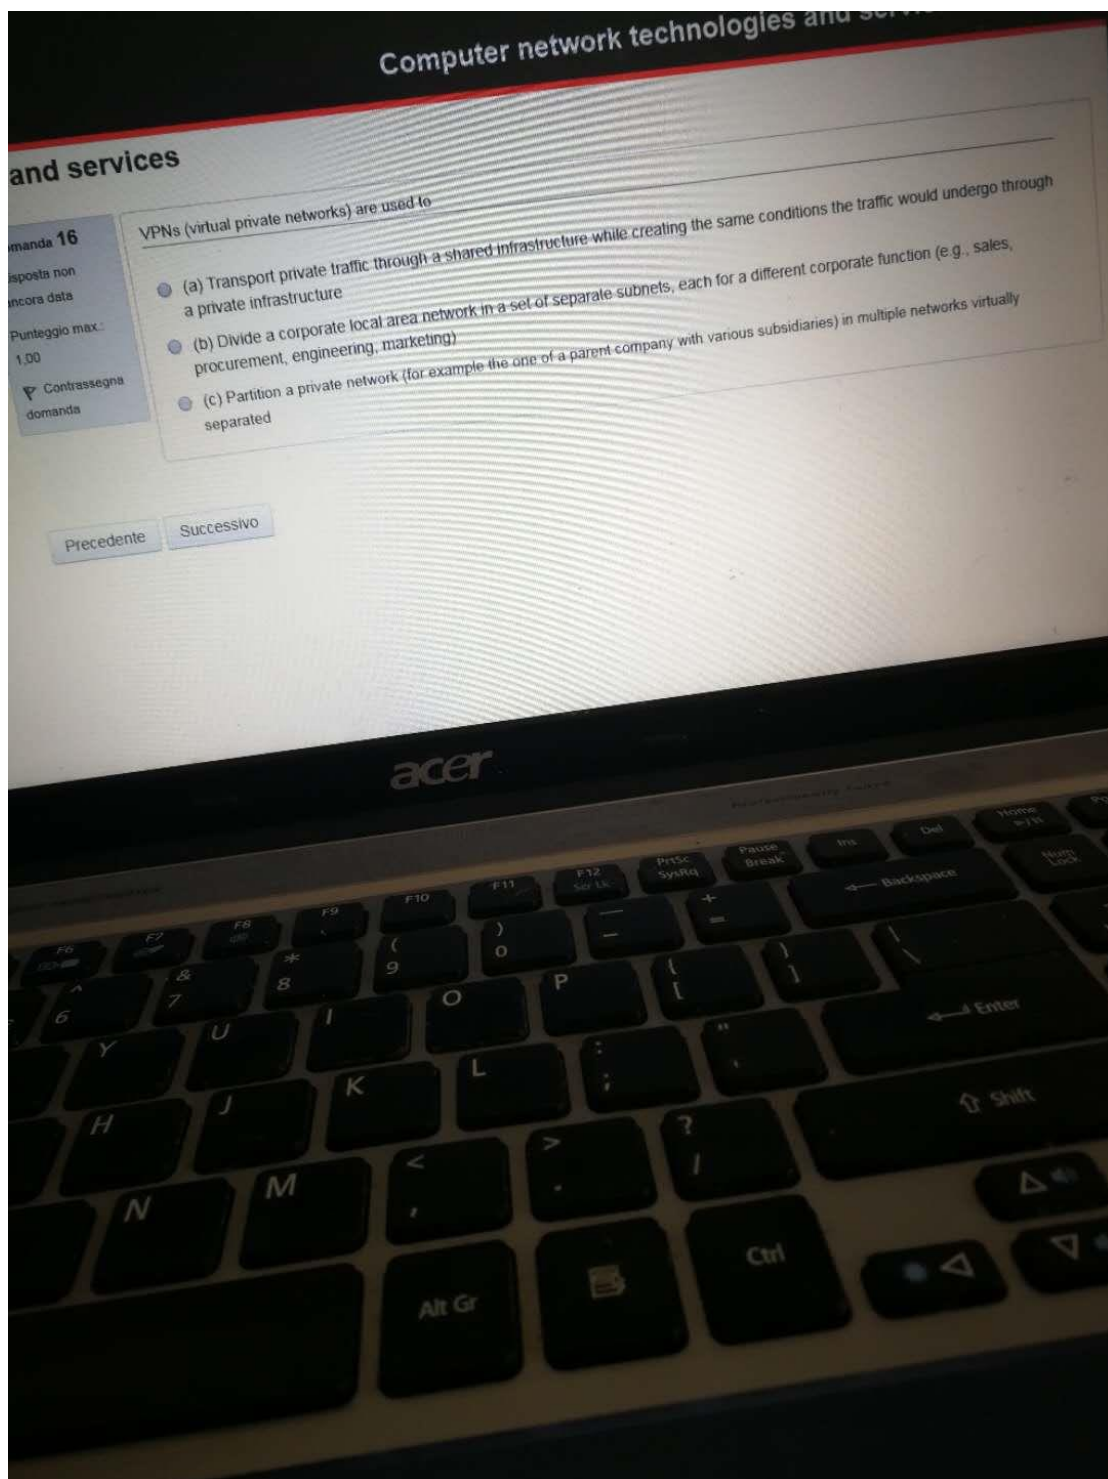 Computer network technologies and
and services
16
VPNs (virtual private networks) are used to
(a) Transport private traffic through a shared infrastructure while creating the same conditions the traffic would undergo through
a private infrastructure
(b) Divide a corporate local area network in a set of separate subnets, each for a different corporate function (e.g., sales,
procurement, engineering, marketing)
(c) Partition a private network (for example the one of a parent company with various subsidiaries) in multiple networks virtually
separated
non
data
Punteggio max.:
1,00
Contrassegna
domanda
Precedente Successivo
acer
F6 F7 F8 F9 F10 F11 F12 PrtSc Pause Ins Del Home
Scr Lk SysRq Break
^ & * ( ) _ + Backspace Num
6 7 8 9 0 - = Lock
Y U I O P { [ } ] | \
H J K L : ; " ' Enter
N M < , > . ? / Shift
Alt Gr Ctrl